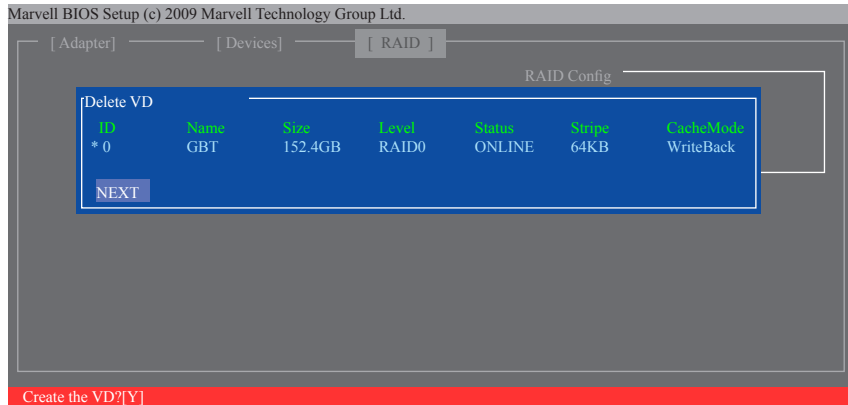 Marvell BIOS Setup (c) 2009 Marvell Technology Group Ltd.
[ Adapter] [ Devices] [ RAID ]
RAID Config
Delete VD
ID Name Size Level Status Stripe CacheMode
* 0 GBT 152.4GB RAID0 ONLINE 64KB WriteBack
NEXT
Create the VD?[Y]